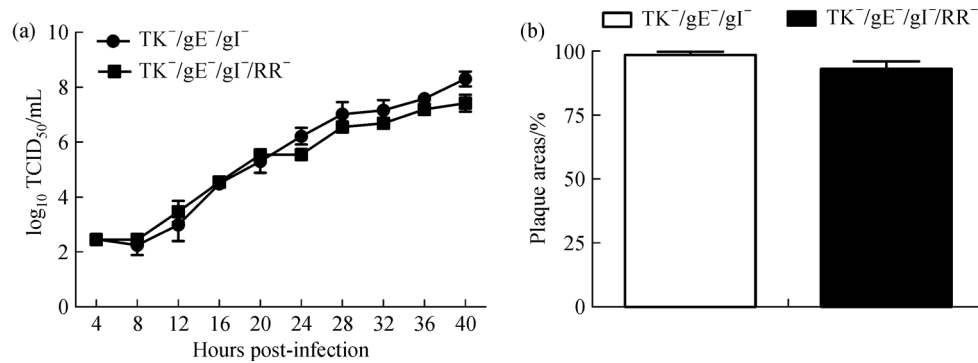 (a)
TK⁻/gE⁻/gI⁻
TK⁻/gE⁻/gI⁻/RR⁻
log₁₀ TCID₅₀/mL
10
8
6
4
2
0
4 8 12 16 20 24 28 32 36 40
Hours post-infection
(b)
TK⁻/gE⁻/gI⁻ TK⁻/gE⁻/gI⁻/RR⁻
Plaque areas/%
100
75
50
25
0